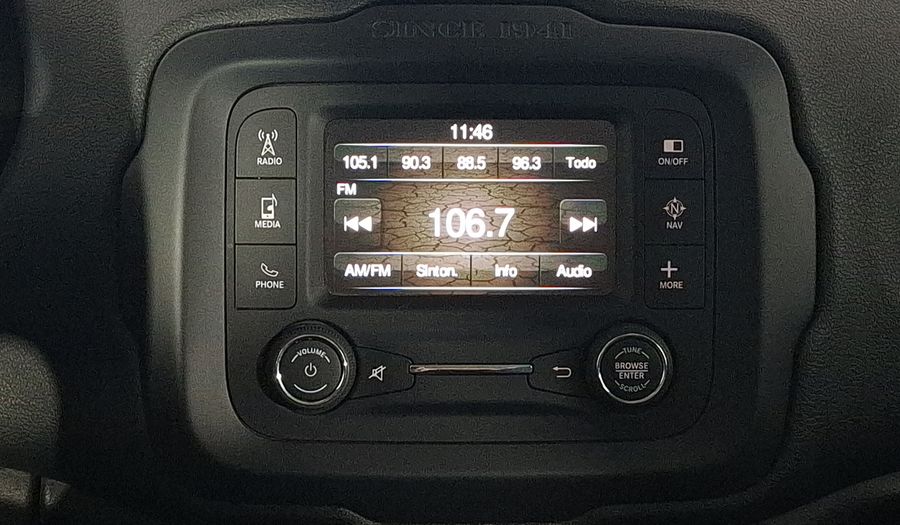 SINCE 1941
11:46
105.1 90.3 88.5 96.3 Todo
FM
106.7
AM/FM Sinton. Info Audio
RADIO
MEDIA
PHONE
ON/OFF
N
NAV
MORE
VOLUME
TUNE
BROWSE
ENTER
SCROLL